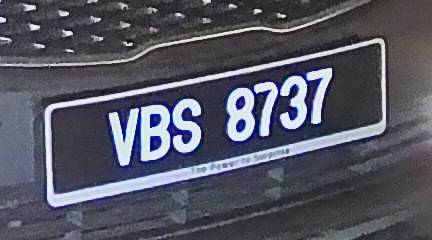 VBS 8737
The Power to Surprise